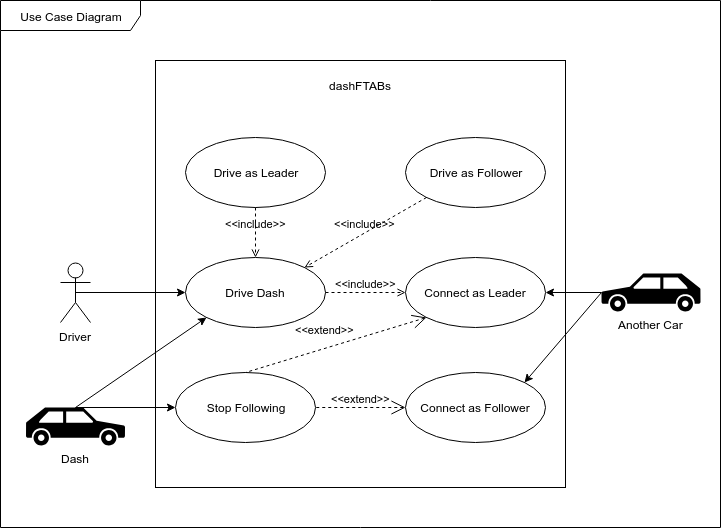 Use Case Diagram
dashFTABs
Drive as Leader
Drive as Follower
<<include>>
<<include>>
Drive Dash
<<include>>
Connect as Leader
Driver
Another Car
<<extend>>
Stop Following
<<extend>>
Connect as Follower
Dash